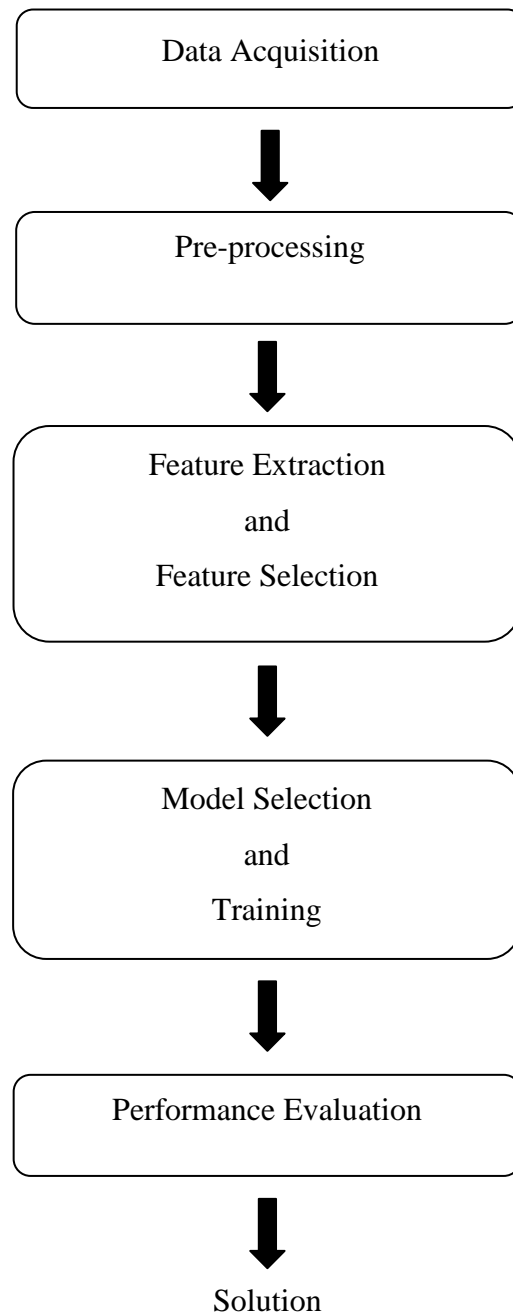 Data Acquisition
Pre-processing
Feature Extraction
and
Feature Selection
Model Selection
and
Training
Performance Evaluation
Solution